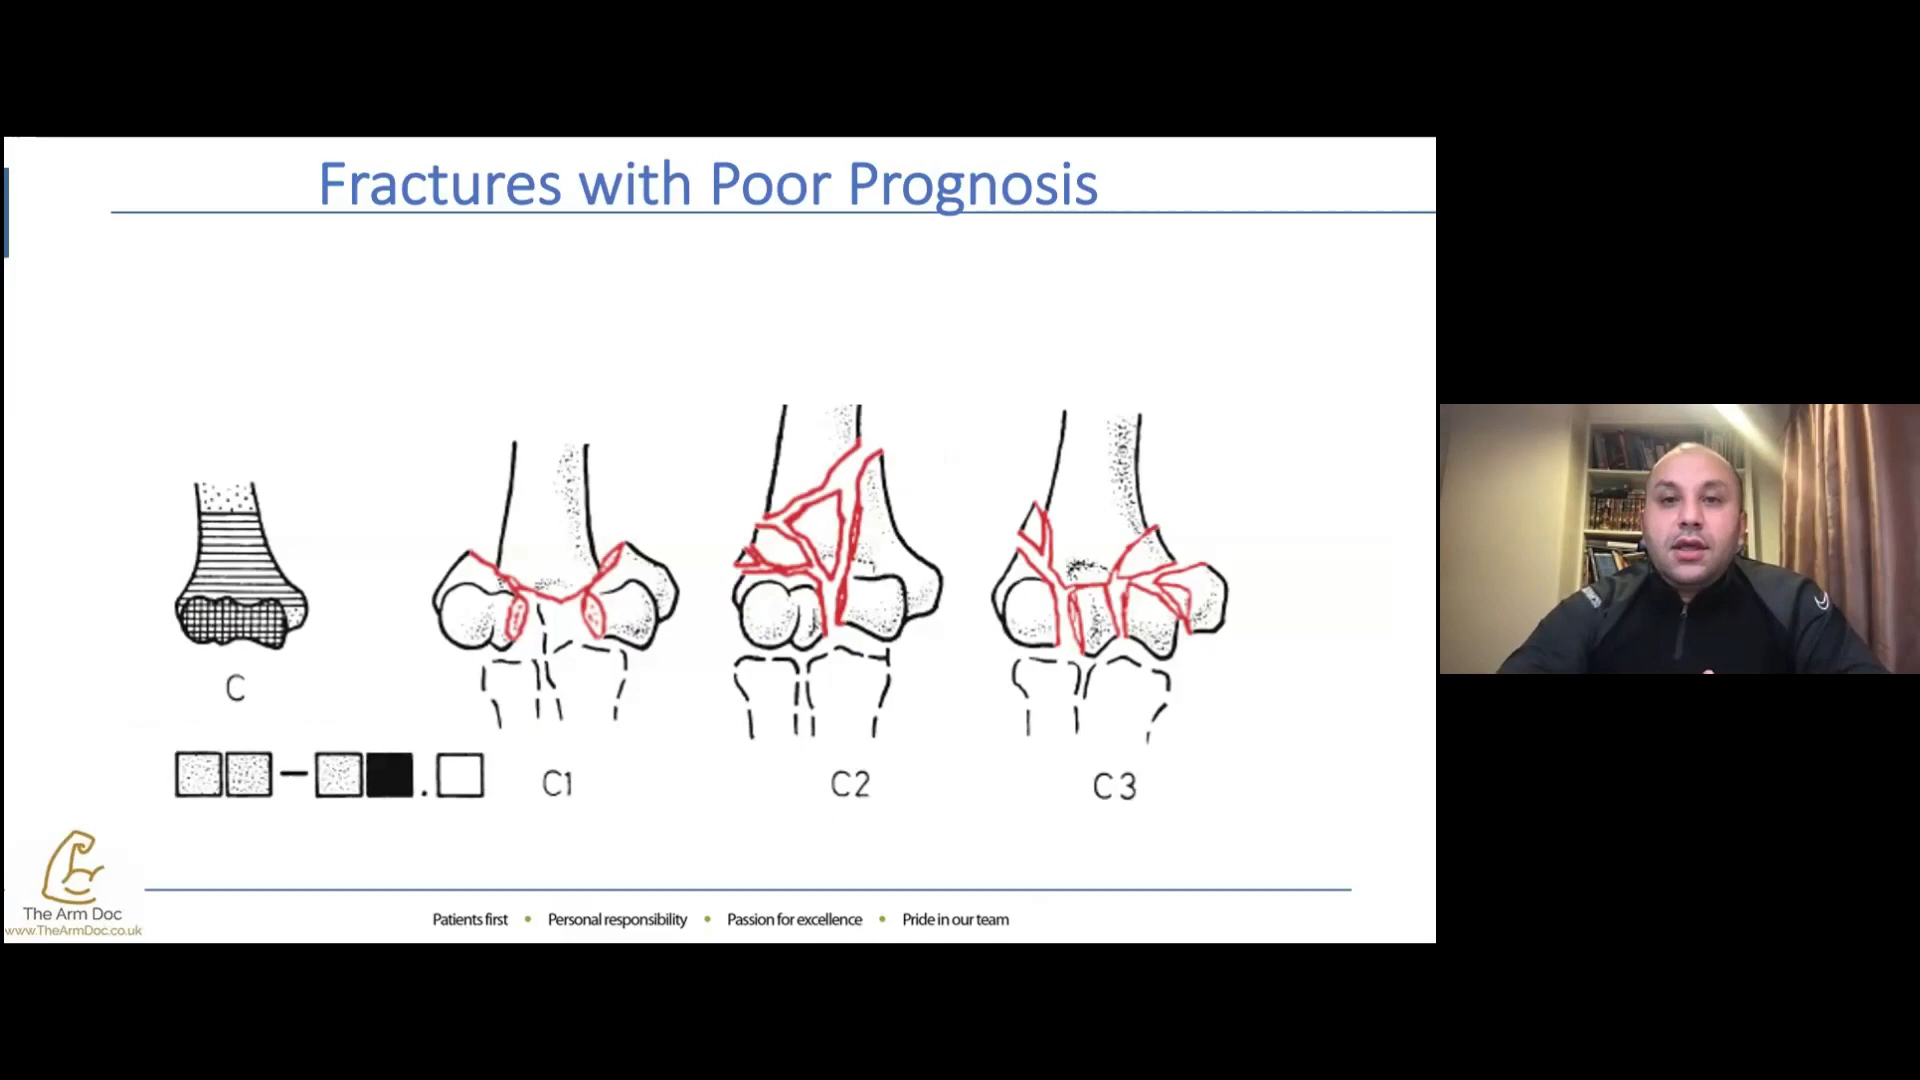 Fractures with Poor Prognosis
C
C1
C2
C3
The Arm Doc
www.TheArmDoc.co.uk
Patients first • Personal responsibility • Passion for excellence • Pride in our team